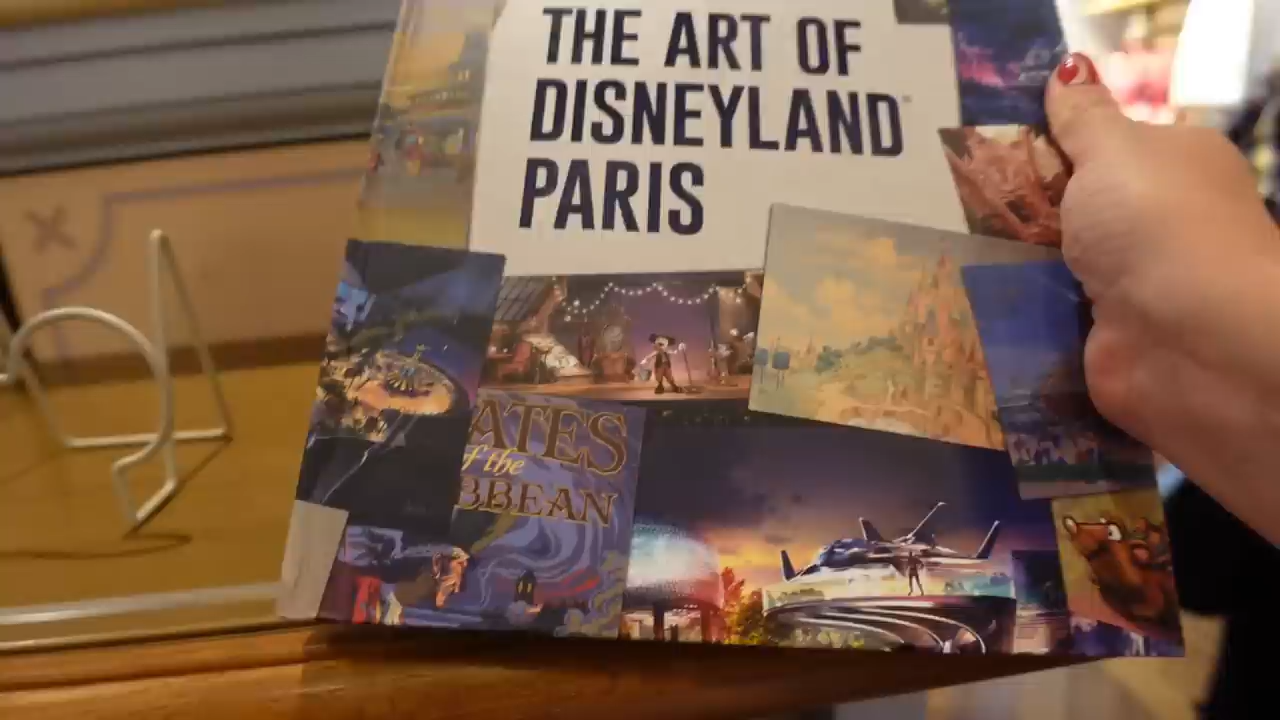 THE ART OF
DISNEYLAND
PARIS
ATES
of the
BBEAN